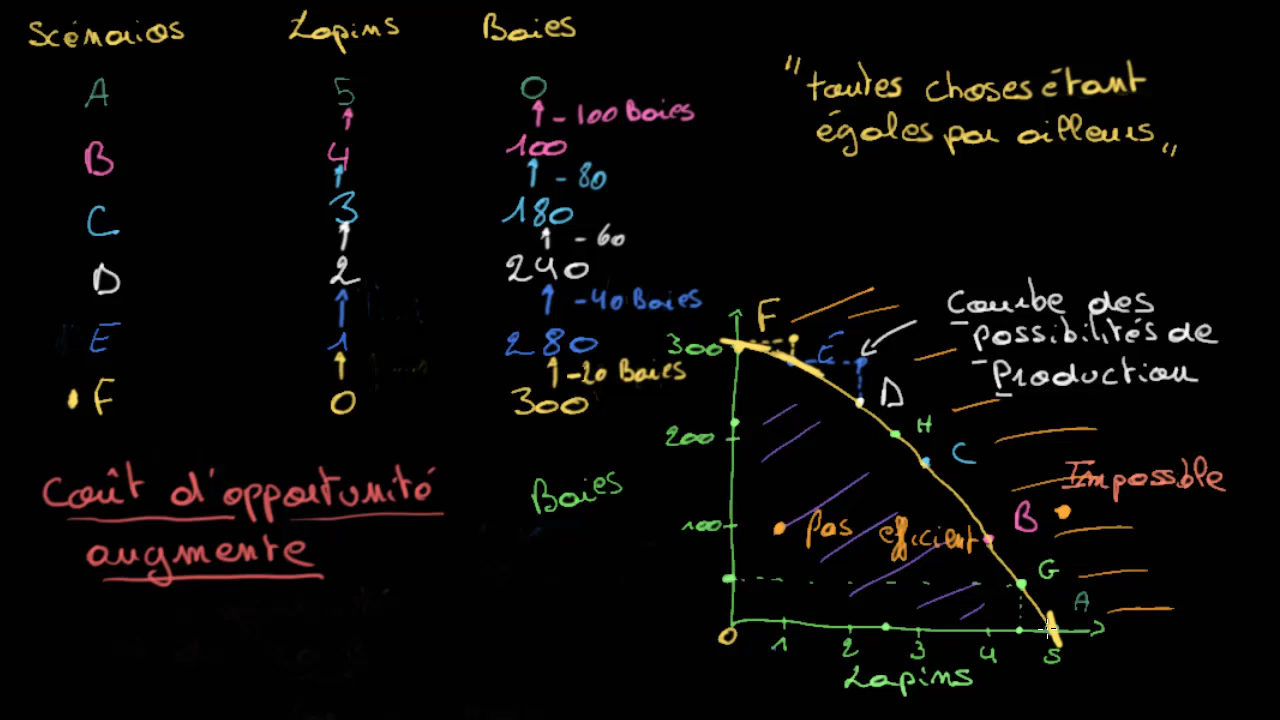 Scénarios Lapins Baies
A 5 0
- 100 Baies
B 4 100
- 80
C 3 180
- 60
D 2 240
- 40 Baies
E 1 280
- 20 Baies
F 0 300
Coût d'opportunité
augmente
"toutes choses étant
égales par ailleurs"
Courbe des
possibilités de
Production
F
300
E
D
H
200
C
Impossible
Baies
B
100
Pas efficient
G
A
0 1 2 3 4 5
Lapins